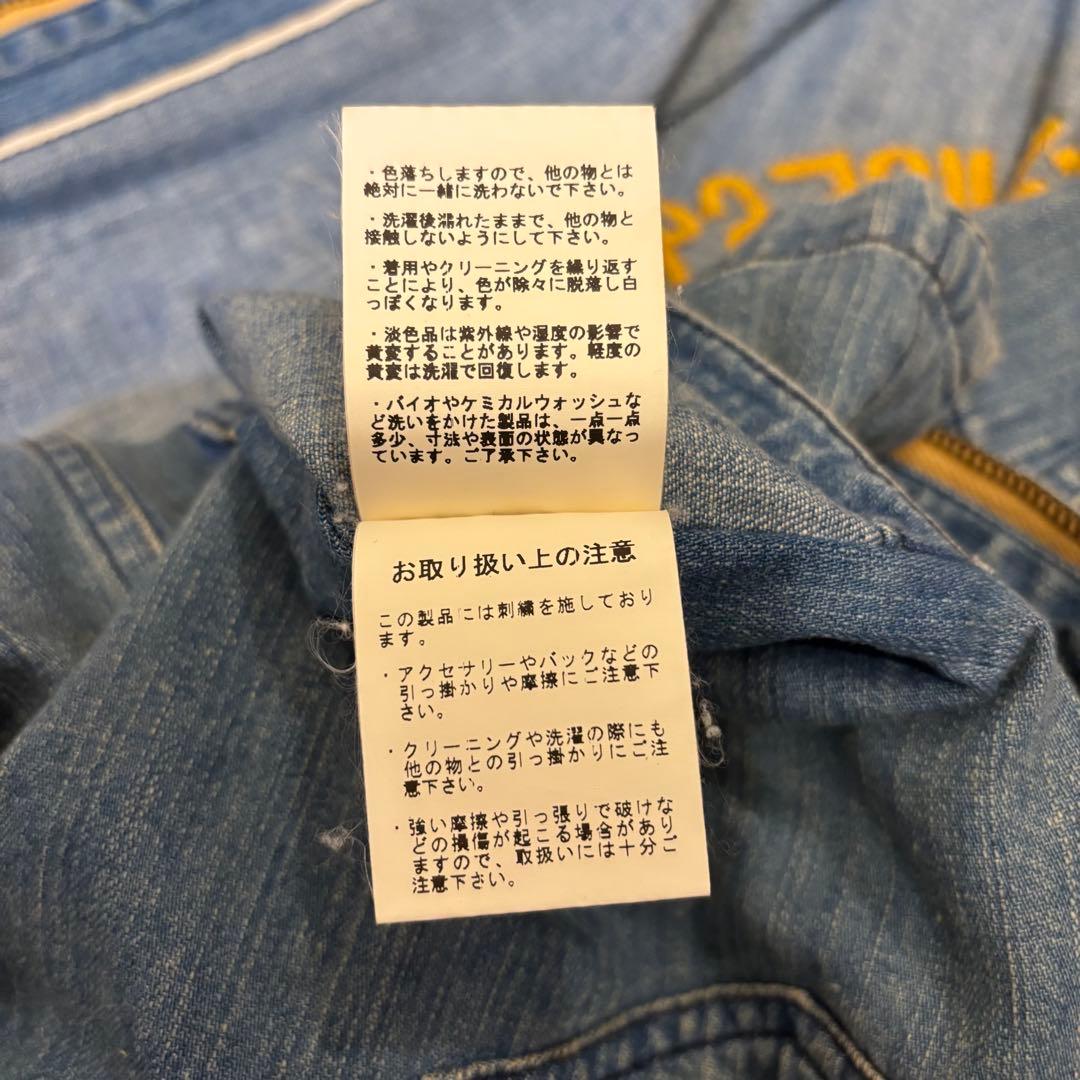 ・色落ちしますので、他の物とは
絶対に一緒に洗わないで下さい。
・洗濯後濡れたままで、他の物と
接触しないようにして下さい。
・着用やクリーニングを繰り返す
ことにより、色が除々に脱落し白
っぽくなります。
・淡色品は紫外線や湿度の影響で
黄変することがあります。軽度の
黄変は洗濯で回復します。
・バイオやケミカルウォッシュな
ど洗いをかけた製品は、一点一点
多少、寸法や表面の状態が異なっ
ています。ご了承下さい。
お取り扱い上の注意
この製品には刺繍を施しており
ます。
・アクセサリーやバックなどの
引っ掛かりや摩擦にご注意下
さい。
・クリーニングや洗濯の際にも
他の物との引っ掛かりにご注
意下さい。
・強い摩擦や引っ張りで破けな
どの損傷が起こる場合があり
ますので、取扱いには十分ご
注意下さい。